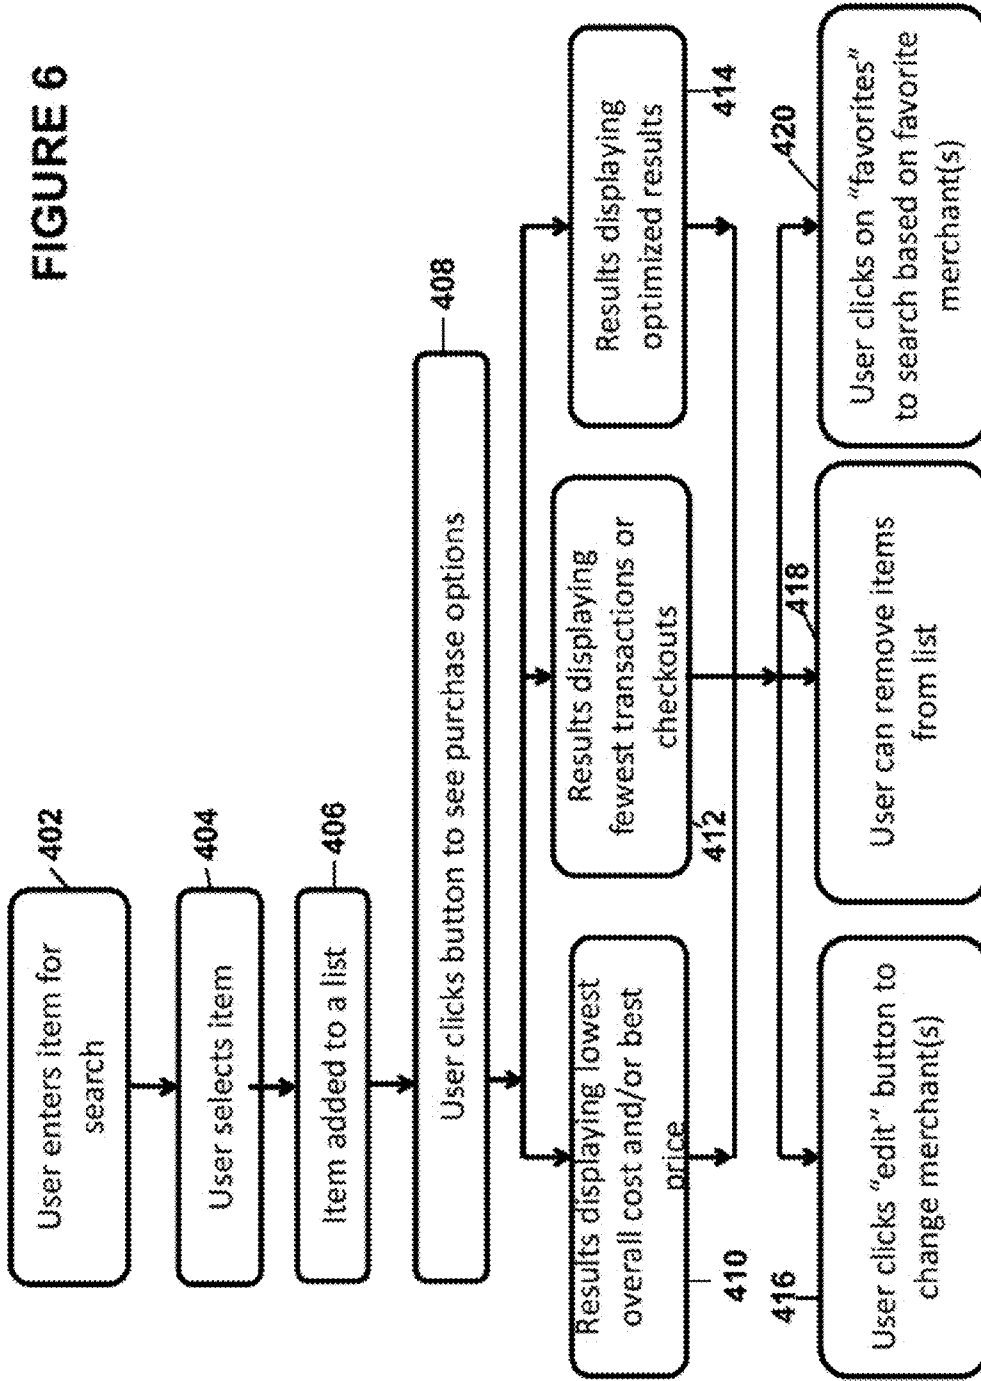 FIGURE 6
User enters item for
search
402
User selects item
404
Item added to a list
406
User clicks button to see purchase options
408
Results displaying lowest
overall cost and/or best
price
410
Results displaying
fewest transactions or
checkouts
412
Results displaying
optimized results
414
User clicks "edit" button to
change merchant(s)
416
User can remove items
from list
418
User clicks on "favorites"
to search based on favorite
merchant(s)
420